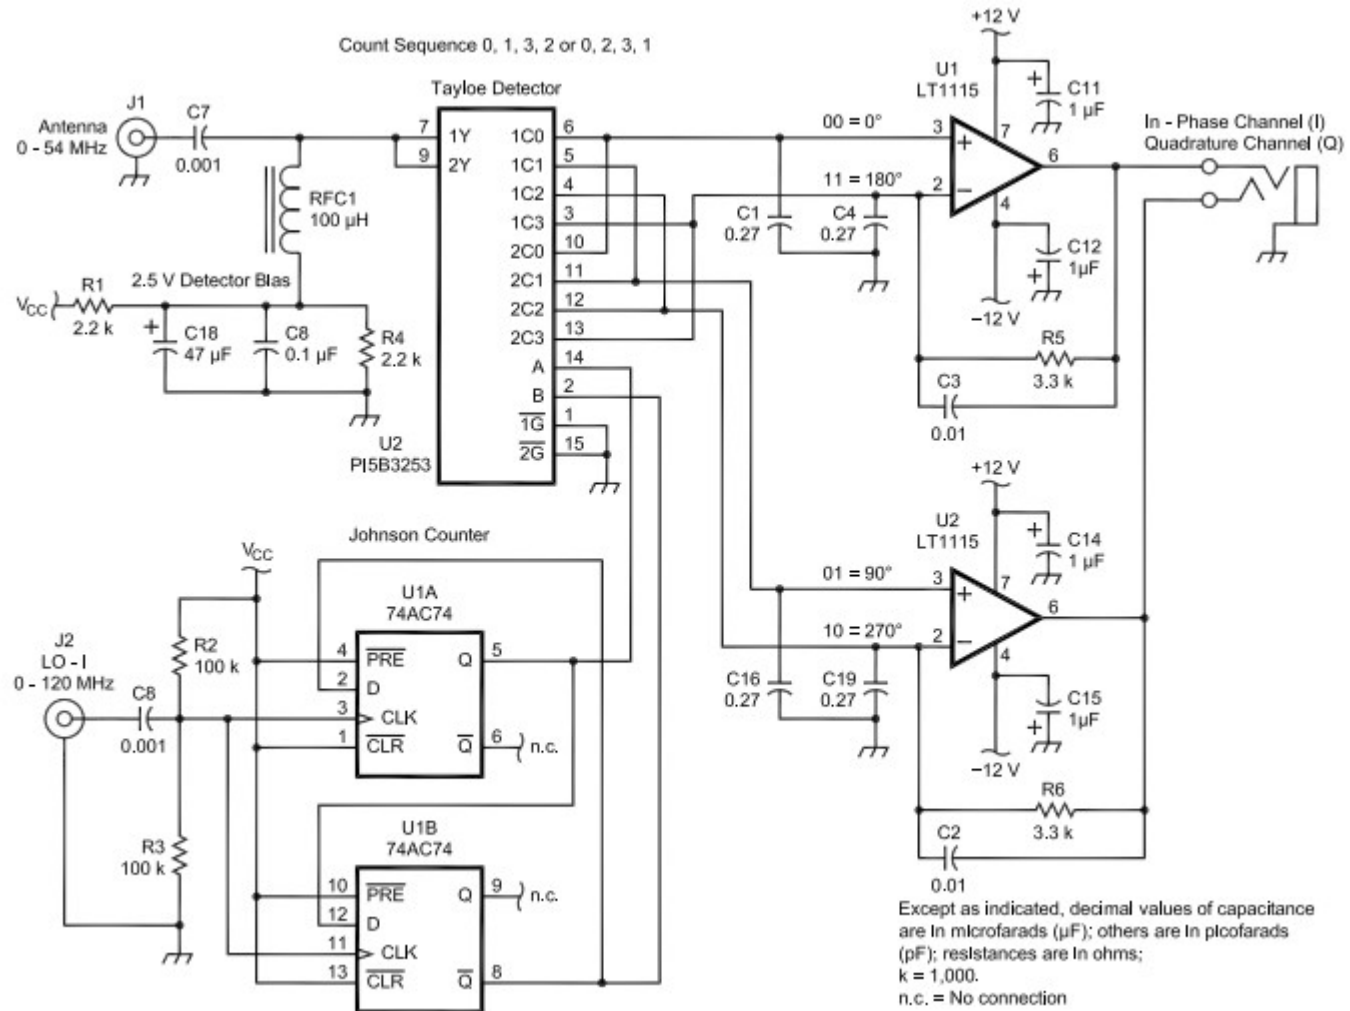 Count Sequence 0, 1, 3, 2 or 0, 2, 3, 1
Tayloe Detector
J1
Antenna
0 - 54 MHz
C7
0.001
RFC1
100 µH
2.5 V Detector Bias
VCC
R1
2.2 k
+
C18
47 µF
C8
0.1 µF
R4
2.2 k
U2
PI5B3253
7 1Y
9 2Y
1C0 6
1C1 5
1C2 4
1C3 3
2C0 10
2C1 11
2C2 12
2C3 13
A 14
B 2
1G 1
2G 15
00 = 0°
11 = 180°
C1
0.27
C4
0.27
+12 V
U1
LT1115
+
C11
1 µF
3 +
2 −
7
6
4
C12
1µF
+
−12 V
R5
3.3 k
C3
0.01
In - Phase Channel (I)
Quadrature Channel (Q)
01 = 90°
10 = 270°
C16
0.27
C19
0.27
+12 V
U2
LT1115
+
C14
1 µF
3 +
2 −
7
6
4
C15
1µF
+
−12 V
R6
3.3 k
C2
0.01
Johnson Counter
VCC
J2
LO - I
0 - 120 MHz
C8
0.001
R2
100 k
R3
100 k
U1A
74AC74
4 PRE Q 5
2 D
3 CLK
1 CLR Q 6 n.c.
U1B
74AC74
10 PRE Q 9 n.c.
12 D
11 CLK
13 CLR Q 8
Except as indicated, decimal values of capacitance
are in microfarads (µF); others are in picofarads
(pF); resistances are in ohms;
k = 1,000.
n.c. = No connection